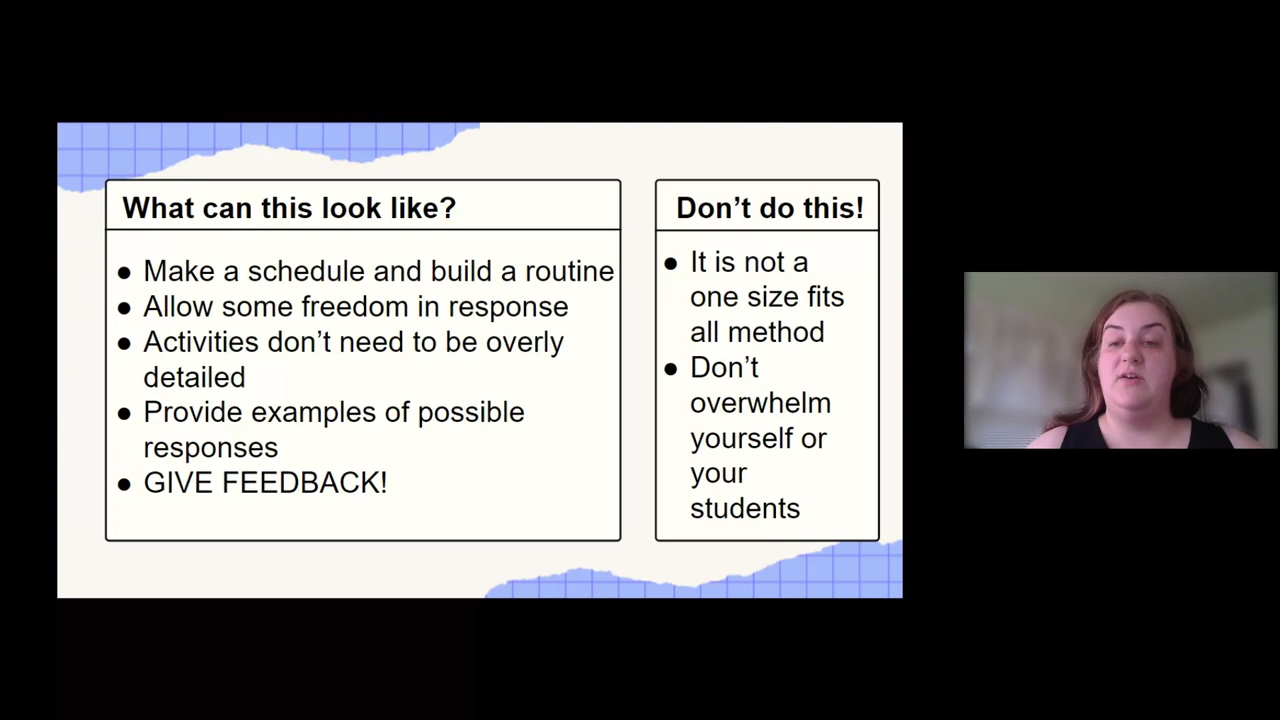 What can this look like?
● Make a schedule and build a routine
● Allow some freedom in response
● Activities don’t need to be overly
detailed
● Provide examples of possible
responses
● GIVE FEEDBACK!
Don’t do this!
● It is not a
one size fits
all method
● Don’t
overwhelm
yourself or
your
students